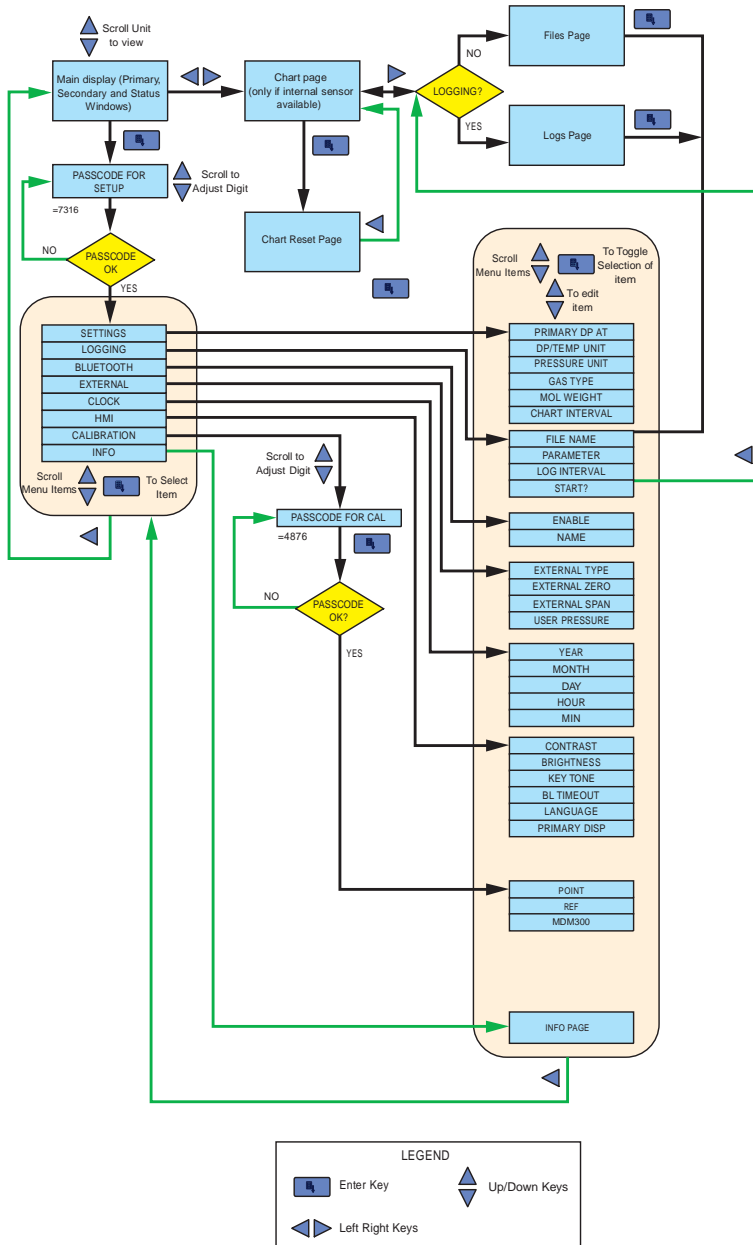 Scroll Unit
to view
Main display (Primary,
Secondary and Status
Windows)
Chart page
(only if internal sensor
available)
LOGGING?
NO
YES
Files Page
Logs Page
PASSCODE FOR
SETUP
=7316
Scroll to
Adjust Digit
NO
PASSCODE
OK
YES
Chart Reset Page
SETTINGS
LOGGING
BLUETOOTH
EXTERNAL
CLOCK
HMI
CALIBRATION
INFO
Scroll
Menu Items
To Select
Item
Scroll to
Adjust Digit
PASSCODE FOR CAL
=4876
NO
PASSCODE
OK?
YES
Scroll
Menu Items
To Toggle
Selection of
item
To edit
item
PRIMARY DP AT
DP/TEMP UNIT
PRESSURE UNIT
GAS TYPE
MOL WEIGHT
CHART INTERVAL
FILE NAME
PARAMETER
LOG INTERVAL
START?
ENABLE
NAME
EXTERNAL TYPE
EXTERNAL ZERO
EXTERNAL SPAN
USER PRESSURE
YEAR
MONTH
DAY
HOUR
MIN
CONTRAST
BRIGHTNESS
KEY TONE
BL TIMEOUT
LANGUAGE
PRIMARY DISP
POINT
REF
MDM300
INFO PAGE
LEGEND
Enter Key
Up/Down Keys
Left Right Keys